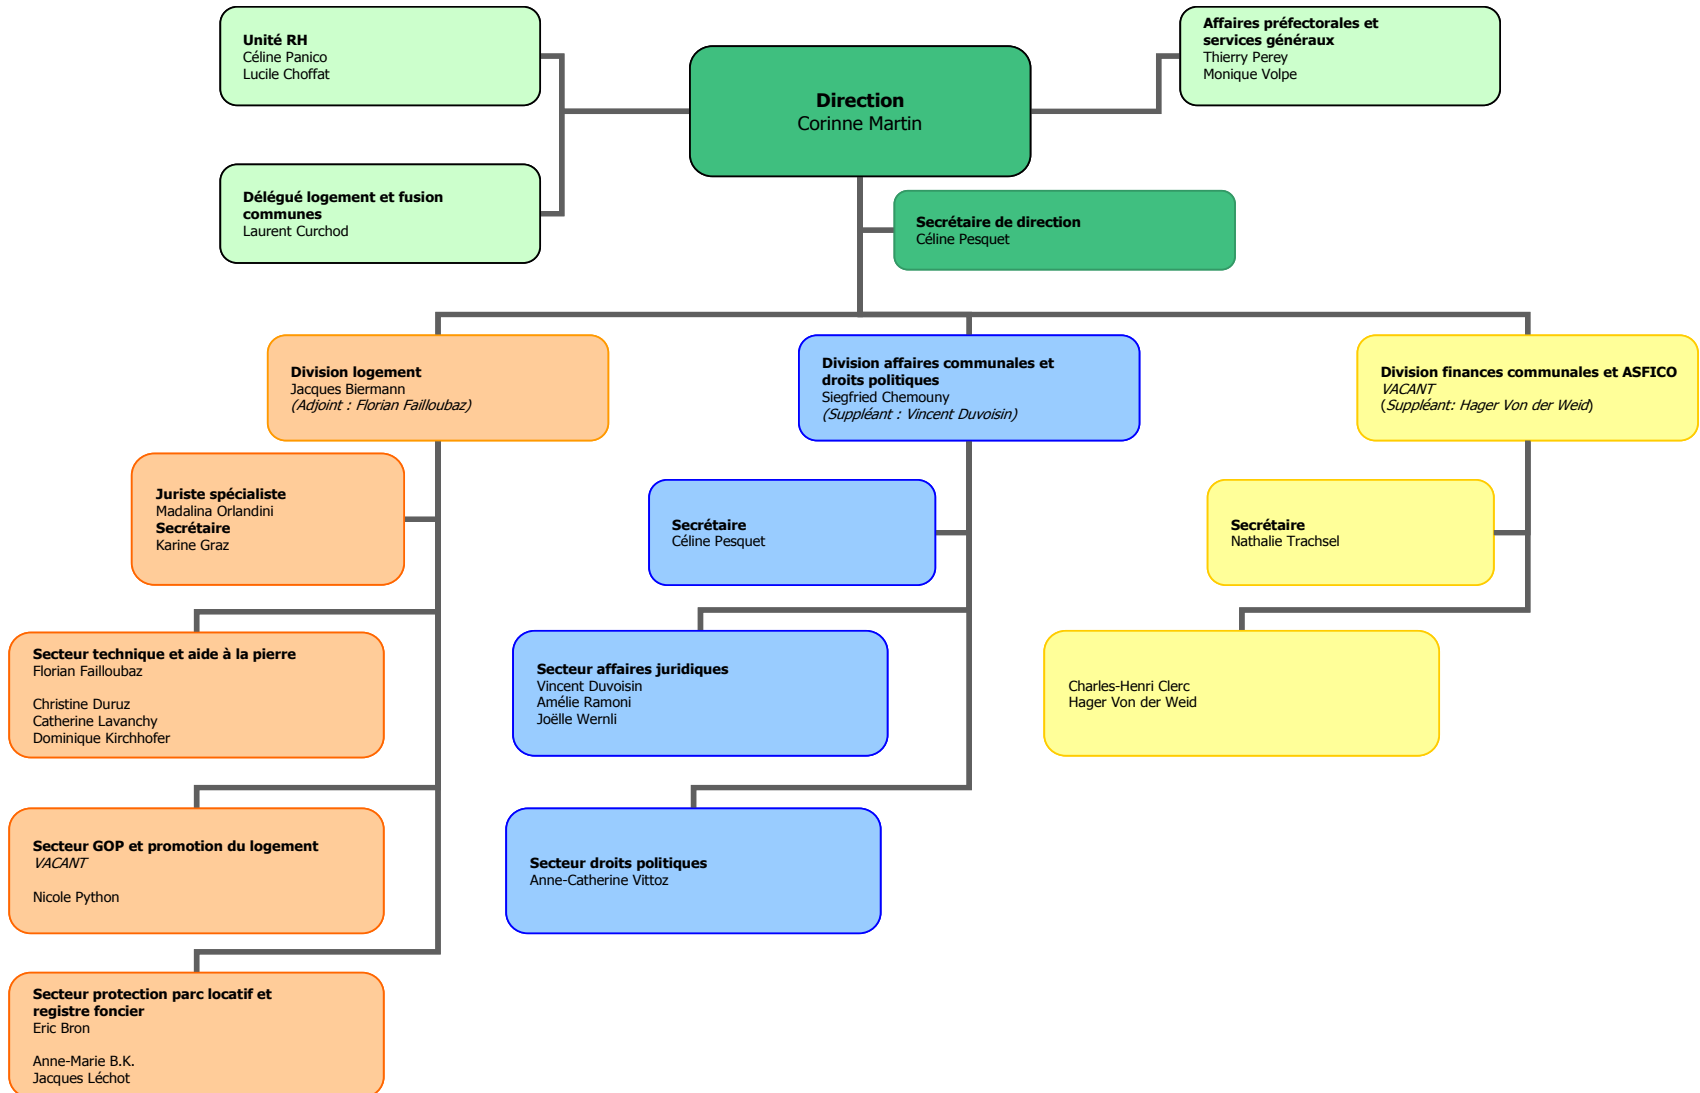 Unité RH
Céline Panico
Lucile Choffat
Affaires préfectorales et
services généraux
Thierry Perey
Monique Volpe
Direction
Corinne Martin
Délégué logement et fusion
communes
Laurent Curchod
Secrétaire de direction
Céline Pesquet
Division logement
Jacques Biermann
(Adjoint : Florian Failloubaz)
Division affaires communales et
droits politiques
Siegfried Chemouny
(Suppléant : Vincent Duvoisin)
Division finances communales et ASFICO
VACANT
(Suppléant: Hager Von der Weid)
Juriste spécialiste
Madalina Orlandini
Secrétaire
Karine Graz
Secrétaire
Céline Pesquet
Secrétaire
Nathalie Trachsel
Secteur technique et aide à la pierre
Florian Failloubaz
Christine Duruz
Catherine Lavanchy
Dominique Kirchhofer
Secteur affaires juridiques
Vincent Duvoisin
Amélie Ramoni
Joëlle Wernli
Charles-Henri Clerc
Hager Von der Weid
Secteur GOP et promotion du logement
VACANT
Nicole Python
Secteur droits politiques
Anne-Catherine Vittoz
Secteur protection parc locatif et
registre foncier
Eric Bron
Anne-Marie B.K.
Jacques Léchot